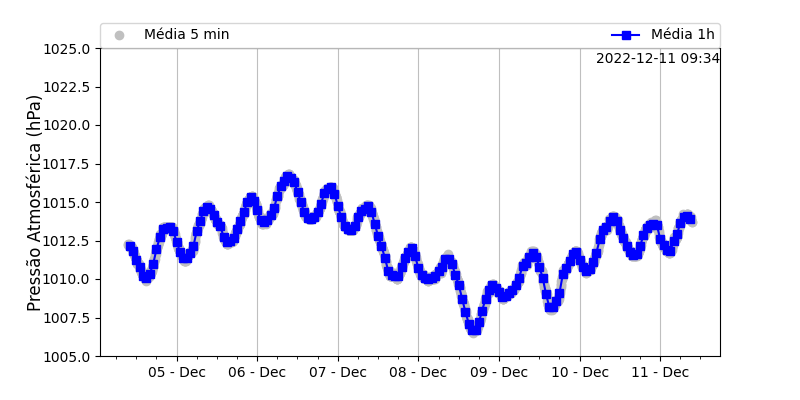 Média 5 min
Média 1h
2022-12-11 09:34
Pressão Atmosférica (hPa)
1025.0
1022.5
1020.0
1017.5
1015.0
1012.5
1010.0
1007.5
1005.0
05 - Dec
06 - Dec
07 - Dec
08 - Dec
09 - Dec
10 - Dec
11 - Dec